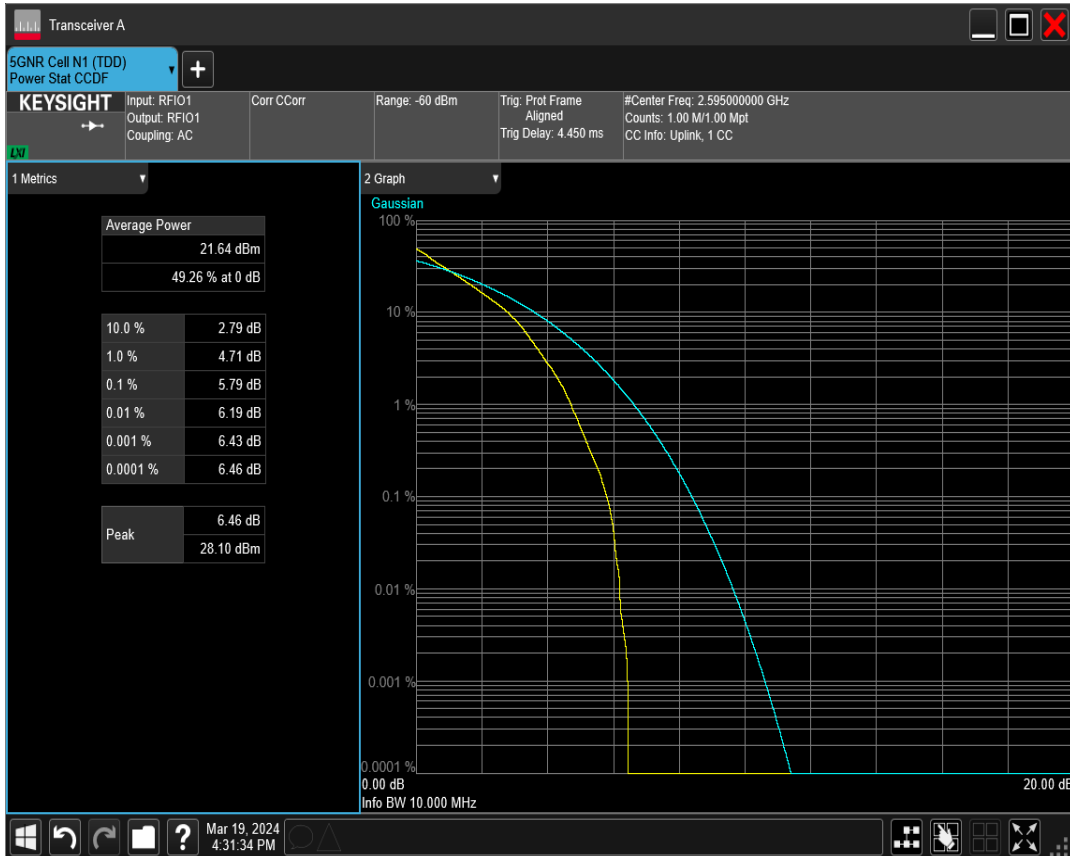 Transceiver A
5GNR Cell N1 (TDD)
Power Stat CCDF
+
KEYSIGHT
LXI
Input: RFIO1
Output: RFIO1
Coupling: AC
Corr CCorr
Range: -60 dBm
Trig: Prot Frame
Aligned
Trig Delay: 4.450 ms
#Center Freq: 2.595000000 GHz
Counts: 1.00 M/1.00 Mpt
CC Info: Uplink, 1 CC
1 Metrics
Average Power
21.64 dBm
49.26 % at 0 dB
10.0 % 2.79 dB
1.0 % 4.71 dB
0.1 % 5.79 dB
0.01 % 6.19 dB
0.001 % 6.43 dB
0.0001 % 6.46 dB
Peak
6.46 dB
28.10 dBm
2 Graph
Gaussian
100 %
10 %
1 %
0.1 %
0.01 %
0.001 %
0.0001 %
0.00 dB 20.00 dB
Info BW 10.000 MHz
?
Mar 19, 2024
4:31:34 PM